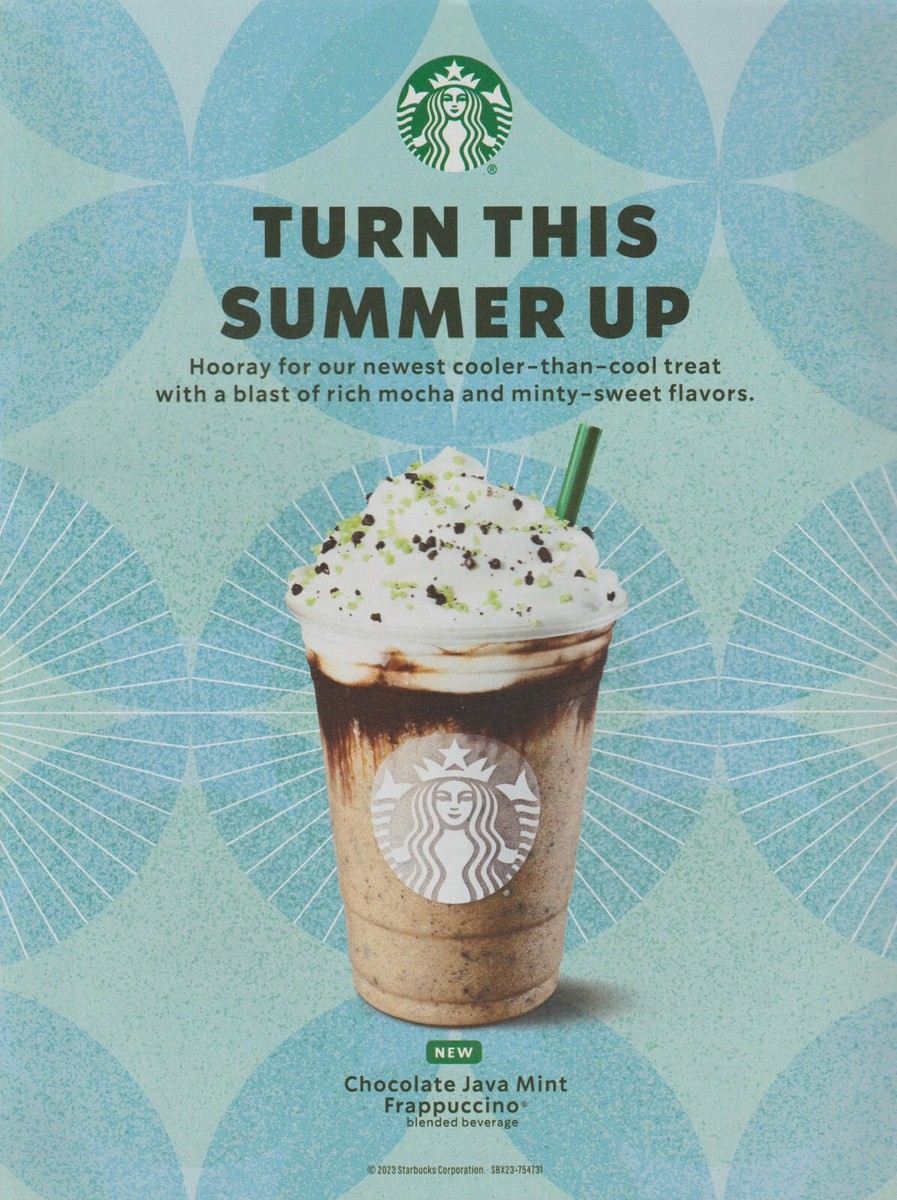 ®
TURN THIS
SUMMER UP
Hooray for our newest cooler-than-cool treat
with a blast of rich mocha and minty-sweet flavors.
®
NEW
Chocolate Java Mint
Frappuccino®
blended beverage
© 2023 Starbucks Corporation. SBX23-754731